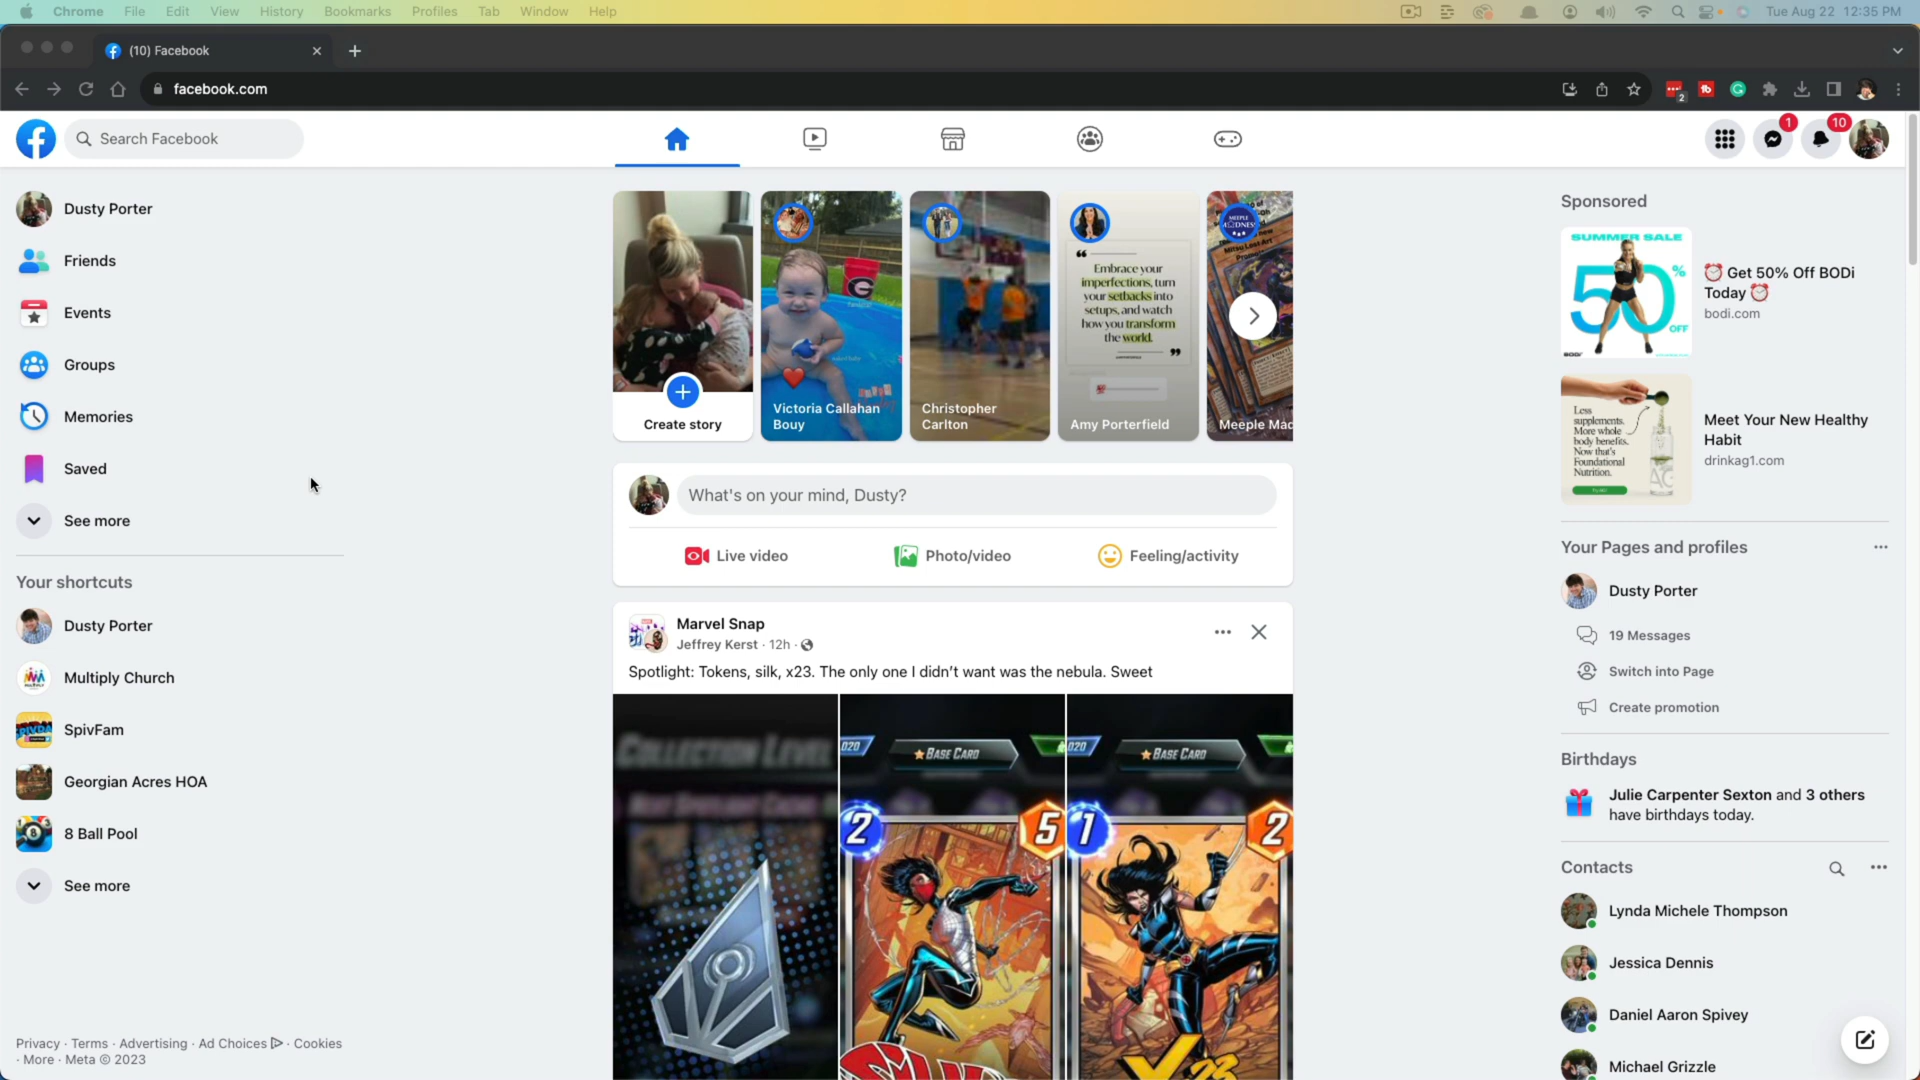 Chrome File Edit View History Bookmarks Profiles Tab Window Help
Tue Aug 22 12:35 PM
(10) Facebook
facebook.com
2
Search Facebook
1
10
Dusty Porter
Friends
Events
Groups
Memories
Saved
See more
Your shortcuts
Dusty Porter
Multiply Church
SpivFam
Georgian Acres HOA
8 Ball Pool
See more
Privacy · Terms · Advertising · Ad Choices · Cookies
· More · Meta © 2023
Create story
Victoria Callahan
Bouy
Christopher
Carlton
“
Embrace your
imperfections, turn
your setbacks into
setups, and watch
how you transform
the world.
”
Amy Porterfield
MEEPLE
Meeple Mad
What's on your mind, Dusty?
Live video
Photo/video
Feeling/activity
Marvel Snap
Jeffrey Kerst · 12h ·
Spotlight: Tokens, silk, x23. The only one I didn’t want was the nebula. Sweet
COLLECTION LEVEL
020 BASE CARD
2 5
020 BASE CARD
1 2
X-23
Sponsored
SUMMER SALE
50%
OFF
BODi
Get 50% Off BODi
Today
bodi.com
Less
supplements.
More whole
body benefits.
Now that's
Foundational
Nutrition.
Meet Your New Healthy
Habit
drinkag1.com
Your Pages and profiles
Dusty Porter
19 Messages
Switch into Page
Create promotion
Birthdays
Julie Carpenter Sexton and 3 others
have birthdays today.
Contacts
Lynda Michele Thompson
Jessica Dennis
Daniel Aaron Spivey
Michael Grizzle